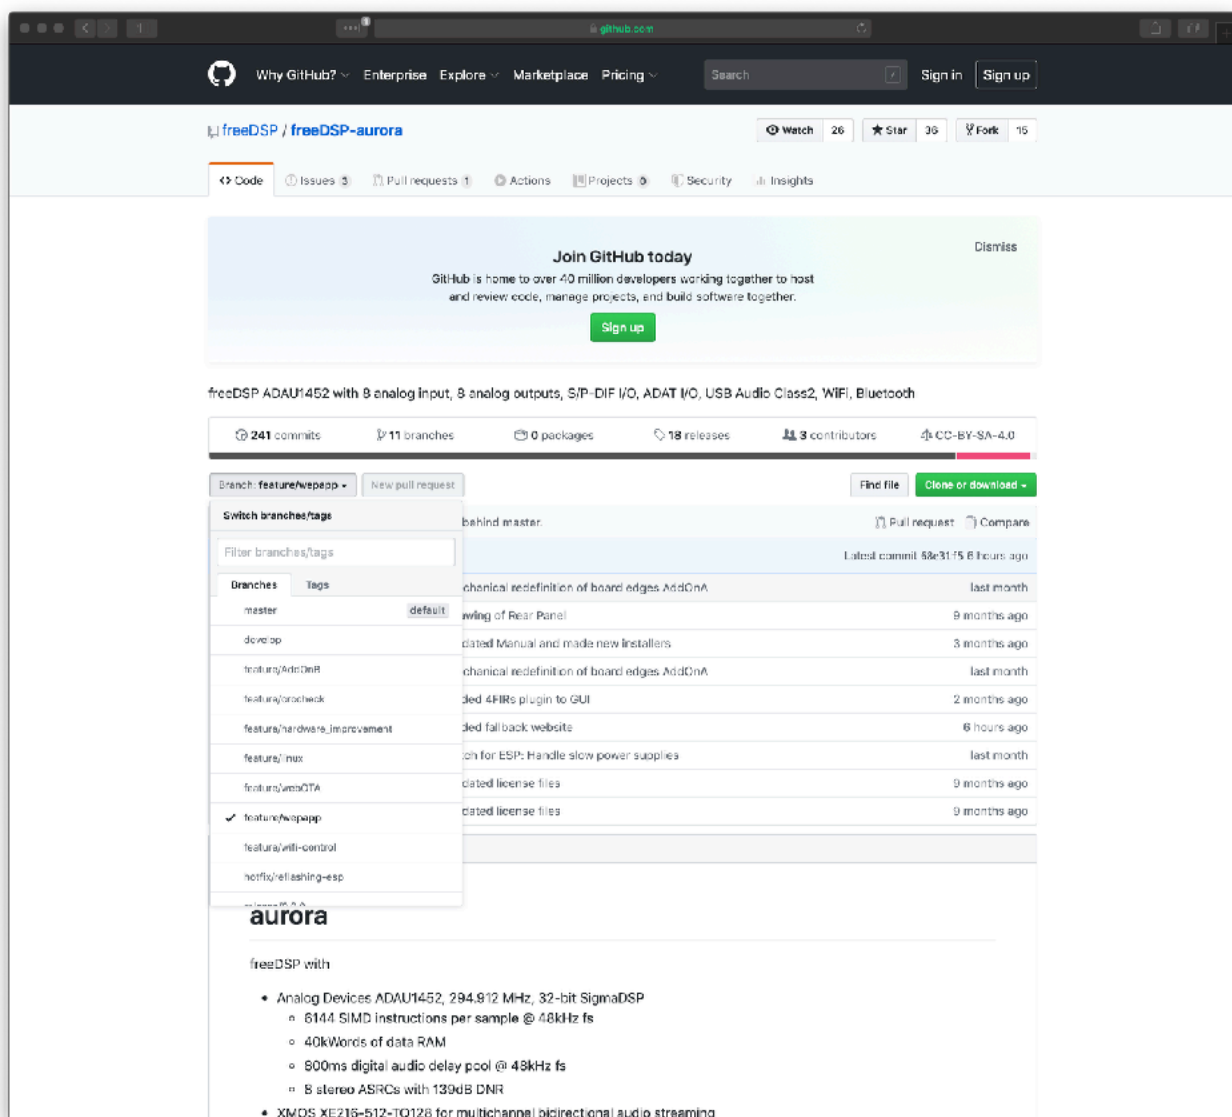 github.com
Why GitHub? Enterprise Explore Marketplace Pricing Search / Sign in Sign up
freeDSP / freeDSP-aurora Watch 26 Star 36 Fork 15
Code Issues 3 Pull requests 1 Actions Projects 0 Security Insights
Dismiss
Join GitHub today
GitHub is home to over 40 million developers working together to host
and review code, manage projects, and build software together.
Sign up
freeDSP ADAU1452 with 8 analog input, 8 analog outputs, S/P-DIF I/O, ADAT I/O, USB Audio Class2, WiFi, Bluetooth
241 commits 11 branches 0 packages 18 releases 3 contributors CC-BY-SA-4.0
Branch: feature/wepapp New pull request Find file Clone or download
Switch branches/tags
behind master. Pull request Compare
Filter branches/tags
Latest commit 68e31f5 6 hours ago
Branches Tags
chanical redefinition of board edges AddOnA last month
master default
awing of Rear Panel 9 months ago
develop
dated Manual and made new installers 3 months ago
feature/AddOnB
chanical redefinition of board edges AddOnA last month
feature/crccheck
ded 4FIRs plugin to GUI 2 months ago
feature/hardware_improvement
ded fallback website 6 hours ago
feature/linux
ch for ESP: Handle slow power supplies last month
feature/webOTA
dated license files 9 months ago
feature/wepapp
dated license files 9 months ago
feature/wifi-control
hotfix/reflashing-esp
aurora
freeDSP with
• Analog Devices ADAU1452, 294.912 MHz, 32-bit SigmaDSP
◦ 6144 SIMD instructions per sample @ 48kHz fs
◦ 40kWords of data RAM
◦ 800ms digital audio delay pool @ 48kHz fs
◦ 8 stereo ASRCs with 139dB DNR
• XMOS XE216-512-TQ128 for multichannel bidirectional audio streaming